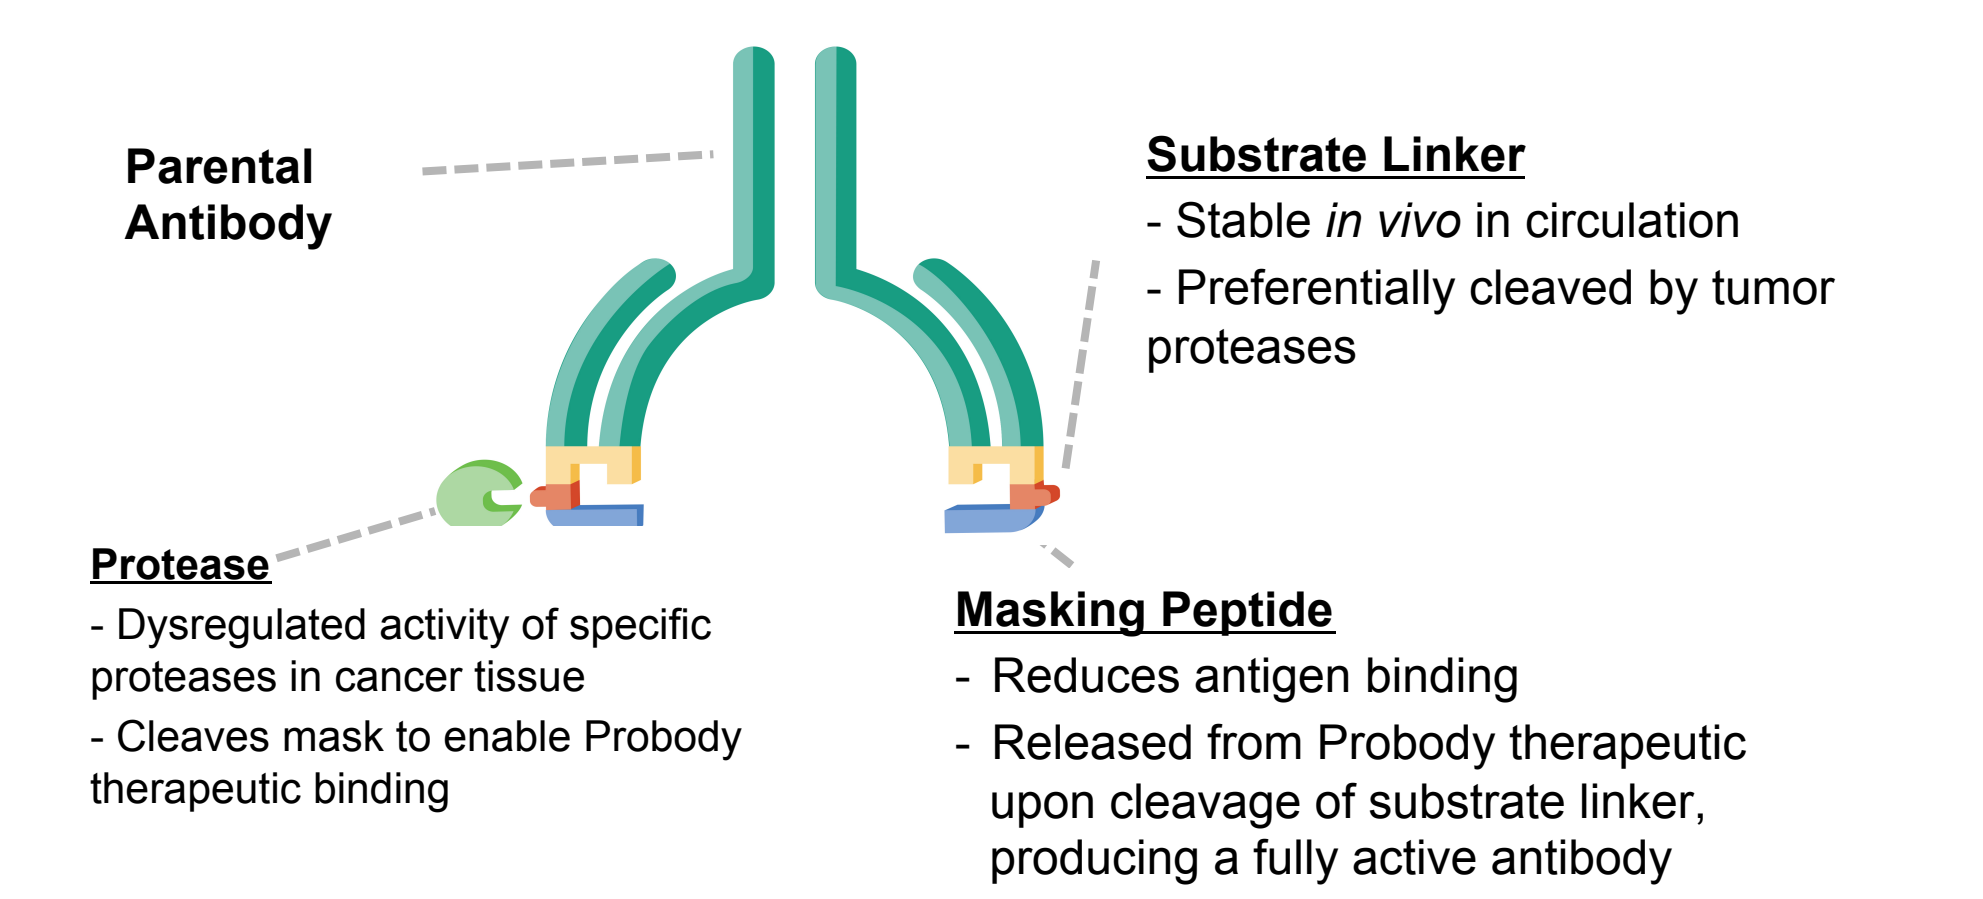 Parental
Antibody
Substrate Linker
- Stable in vivo in circulation
- Preferentially cleaved by tumor
proteases
Protease
- Dysregulated activity of specific
proteases in cancer tissue
- Cleaves mask to enable Probody
therapeutic binding
Masking Peptide
- Reduces antigen binding
- Released from Probody therapeutic
upon cleavage of substrate linker,
producing a fully active antibody